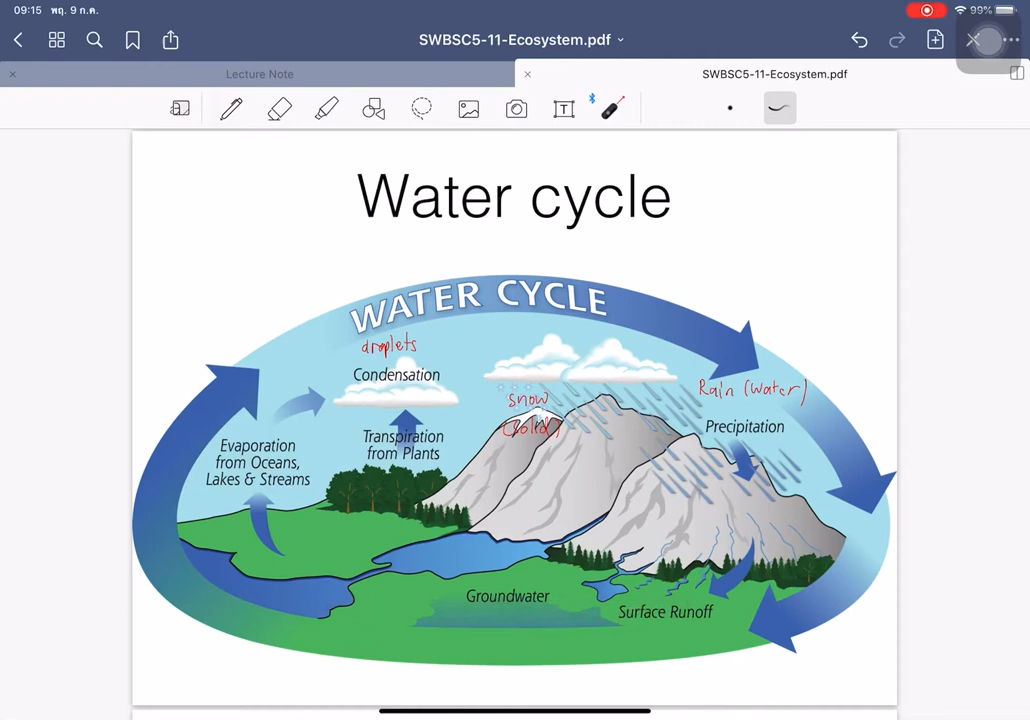 09:15 พฤ. 9 ก.ค.
99%
SWBSC5-11-Ecosystem.pdf
Lecture Note
SWBSC5-11-Ecosystem.pdf
T
Water cycle
WATER CYCLE
droplets
Condensation
snow
(solid)
Rain (water)
Precipitation
Evaporation
from Oceans,
Lakes & Streams
Transpiration
from Plants
Groundwater
Surface Runoff